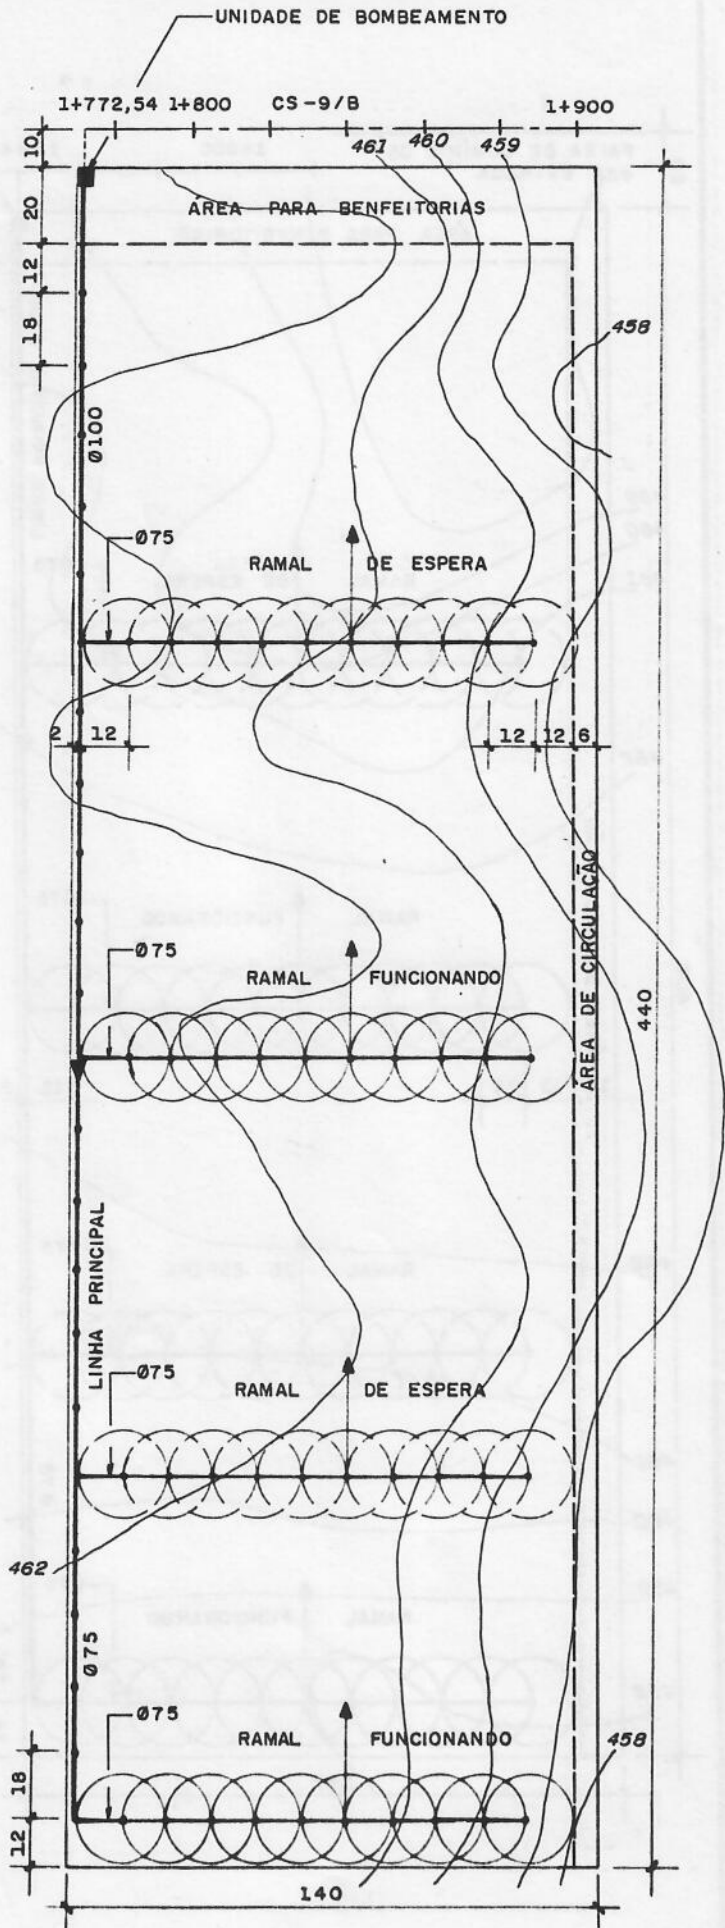 UNIDADE DE BOMBEAMENTO
1+772,54 1+800 CS-9/B 1+900
10
461 460 459
20
ÁREA PARA BENFEITORIAS
12
18
458
Ø100
Ø75
RAMAL DE ESPERA
2 12 12 12 6
Ø75
RAMAL FUNCIONANDO
ÁREA DE CIRCULAÇÃO
440
LINHA PRINCIPAL
Ø75
RAMAL DE ESPERA
462
Ø75
Ø75
RAMAL FUNCIONANDO
458
18
12
140